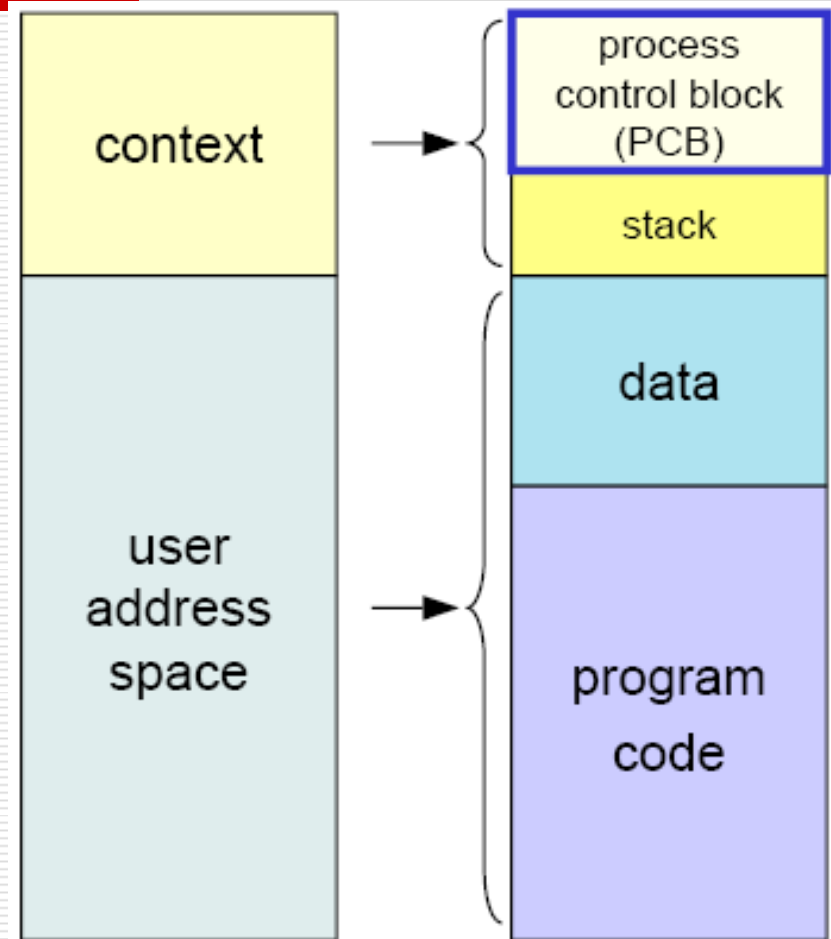 context
user
address
space
process
control block
(PCB)
stack
data
program
code